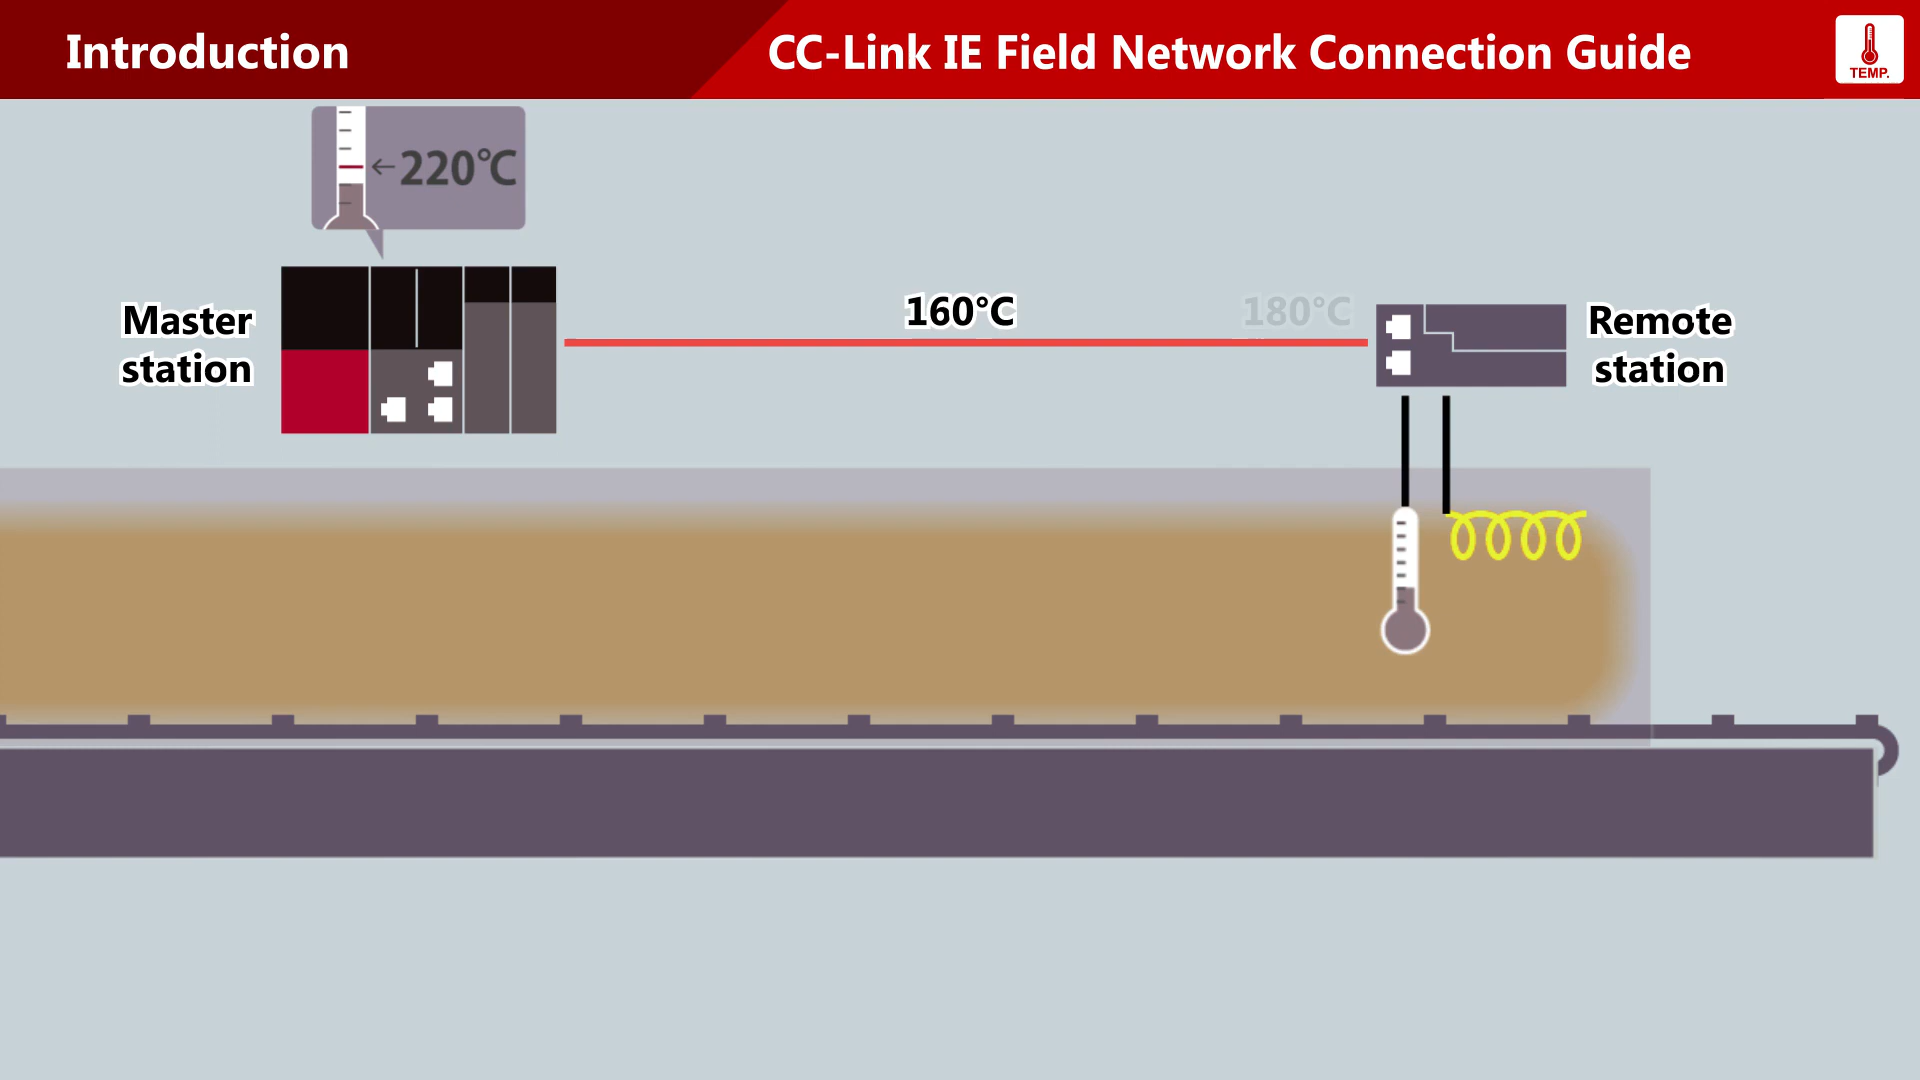 Introduction
CC-Link IE Field Network Connection Guide
TEMP.
←220℃
Master
station
160°C
180°C
Remote
station